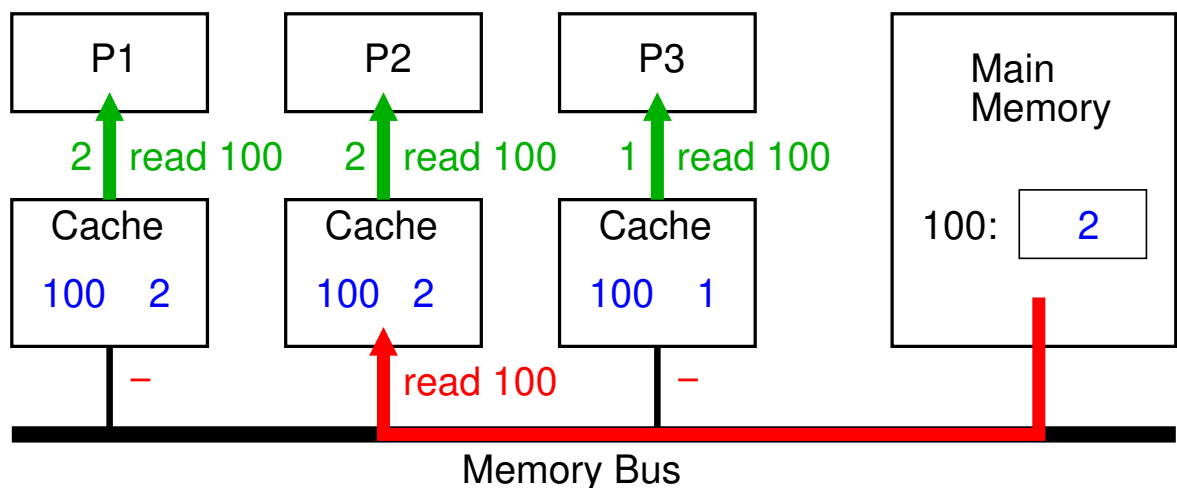 P1
P2
P3
Main
Memory
2 read 100
2 read 100
1 read 100
Cache
Cache
Cache
100: 2
100 2
100 2
100 1
–
read 100
–
Memory Bus